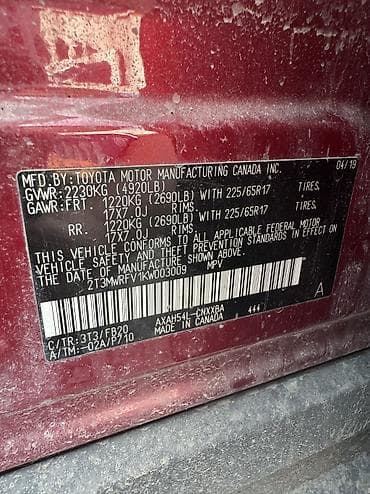 MFD. BY: TOYOTA MOTOR MANUFACTURING CANADA INC. 04/19
GVWR: 2230KG (4920LB)
GAWR: FRT. 1220KG (2690LB) WITH 225/65R17 TIRES,
17X7.0J RIMS
RR. 1220KG (2690LB) WITH 225/65R17 TIRES,
17X7.0J RIMS
THIS VEHICLE CONFORMS TO ALL APPLICABLE FEDERAL MOTOR
VEHICLE SAFETY AND THEFT PREVENTION STANDARDS IN
EFFECT ON THE DATE OF MANUFACTURE SHOWN ABOVE.
2T3MWRFV1KW003009 MPV
AXAH54L-CNXXBA 444 A
C/TR: 3T3/FB20 MADE IN CANADA
A/TM: -02A/P710